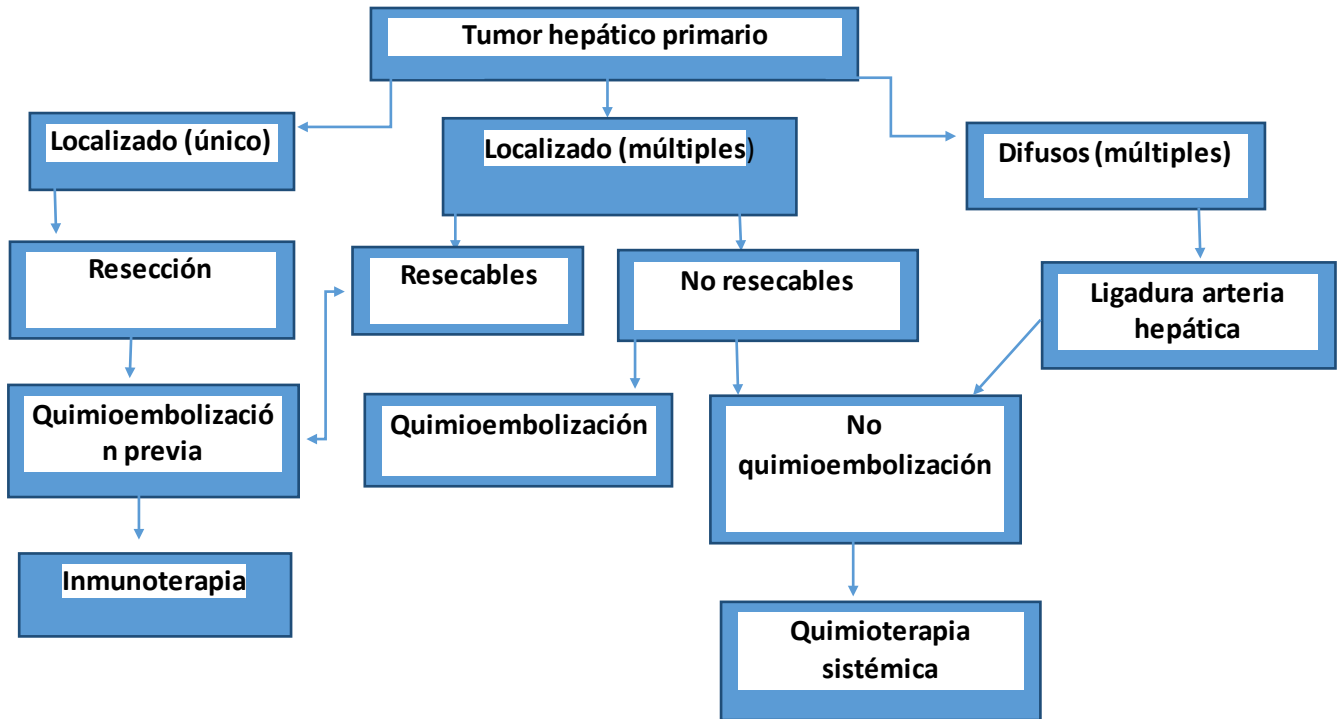 Tumor hepático primario
Localizado (único)
Localizado (múltiples)
Difusos (múltiples)
Resección
Resecables
No resecables
Ligadura arteria
hepática
Quimioembolizació
n previa
Quimioembolización
No
quimioembolización
Inmunoterapia
Quimioterapia
sistémica